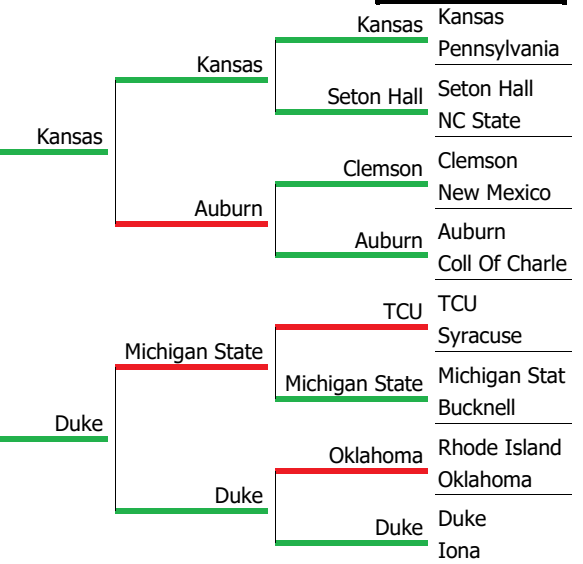 Kansas
Kansas
Pennsylvania
Kansas
Seton Hall
Seton Hall
NC State
Kansas
Clemson
Clemson
New Mexico
Auburn
Auburn
Auburn
Coll Of Charle
TCU
TCU
Syracuse
Michigan State
Michigan State
Michigan Stat
Bucknell
Duke
Oklahoma
Rhode Island
Oklahoma
Duke
Duke
Duke
Iona